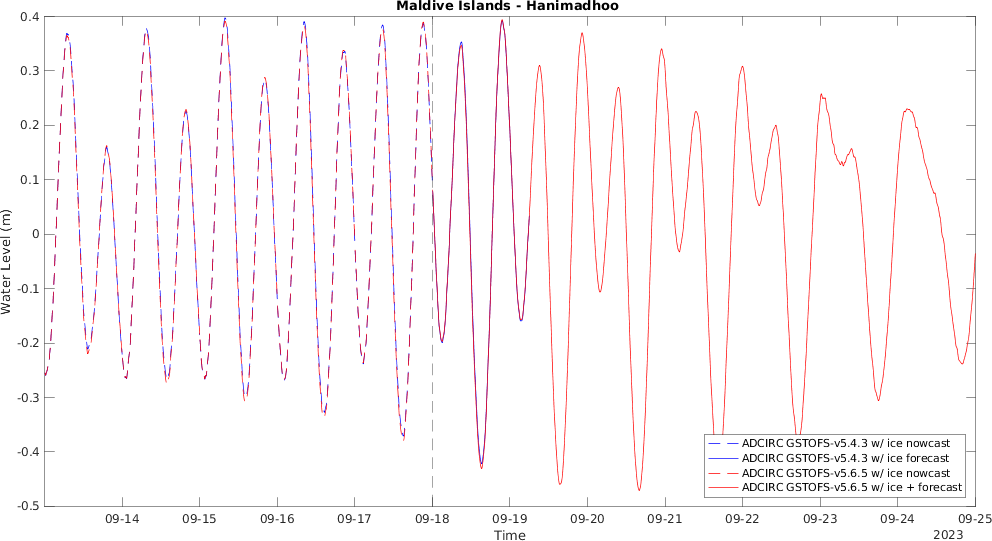 Maldive Islands - Hanimadhoo
Water Level (m)
0.4
0.3
0.2
0.1
0
-0.1
-0.2
-0.3
-0.4
-0.5
ADCIRC GSTOFS-v5.4.3 w/ ice nowcast
ADCIRC GSTOFS-v5.4.3 w/ ice forecast
ADCIRC GSTOFS-v5.6.5 w/ ice nowcast
ADCIRC GSTOFS-v5.6.5 w/ ice + forecast
09-14 09-15 09-16 09-17 09-18 09-19 09-20 09-21 09-22 09-23 09-24 09-25
Time
2023